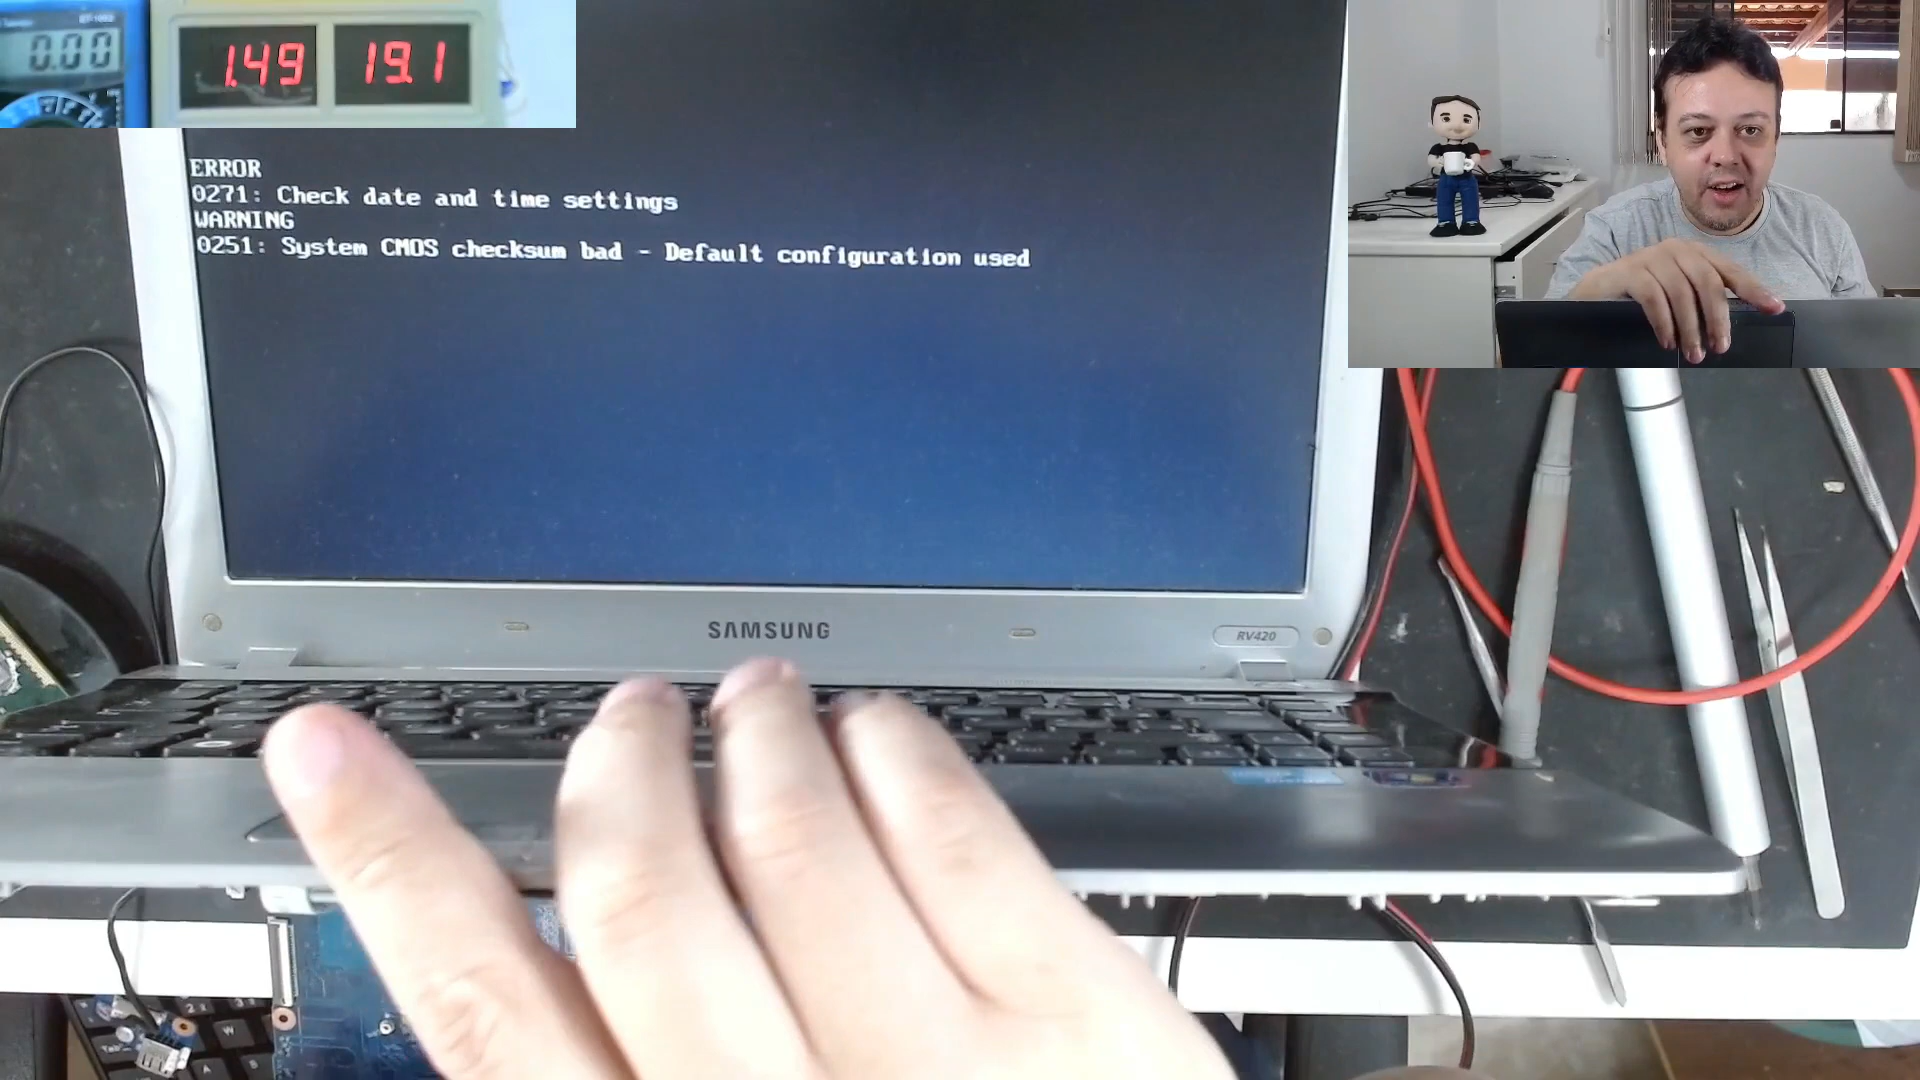 0.00
1.49 19.1
ERROR
0271: Check date and time settings
WARNING
0251: System CMOS checksum bad - Default configuration used
SAMSUNG
RV420
W
A